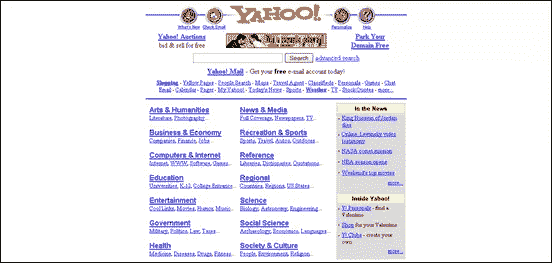 What's New Check Email YAHOO! Personalize Help
Yahoo! Auctions
bid & sell for free
Park Your
Domain Free
Search advanced search
Yahoo! Mail - Get your free e-mail account today!
Shopping - Yellow Pages - People Search - Maps - Travel Agent - Classifieds - Personals - Games - Chat
Email - Calendar - Pager - My Yahoo! - Today's News - Sports - Weather - TV - Stock Quotes - more...
Arts & Humanities
Literature, Photography...
News & Media
Full Coverage, Newspapers, TV...
Business & Economy
Companies, Finance, Jobs...
Recreation & Sports
Sports, Travel, Autos, Outdoors...
Computers & Internet
Internet, WWW, Software, Games...
Reference
Libraries, Dictionaries, Quotations...
Education
Universities, K-12, College Entrance...
Regional
Countries, Regions, US States...
Entertainment
Cool Links, Movies, Humor, Music...
Science
Biology, Astronomy, Engineering...
Government
Military, Politics, Law, Taxes...
Social Science
Archaeology, Economics, Languages...
Health
Medicine, Diseases, Drugs, Fitness...
Society & Culture
People, Environment, Religion...
In the News
King Hussein of Jordan
dies
Online: Lewinsky video
testimony
NBA season opens
Weekend's top movies
more...
Inside Yahoo!
Y! Personals - find a
Valentine
Shop for your Valentine
Y! Clubs - create your
own
more...